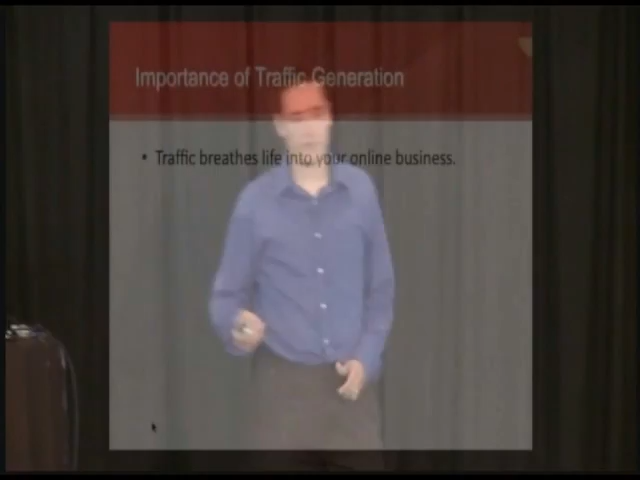 Importance of Traffic Generation
• Traffic breathes life into your online business.